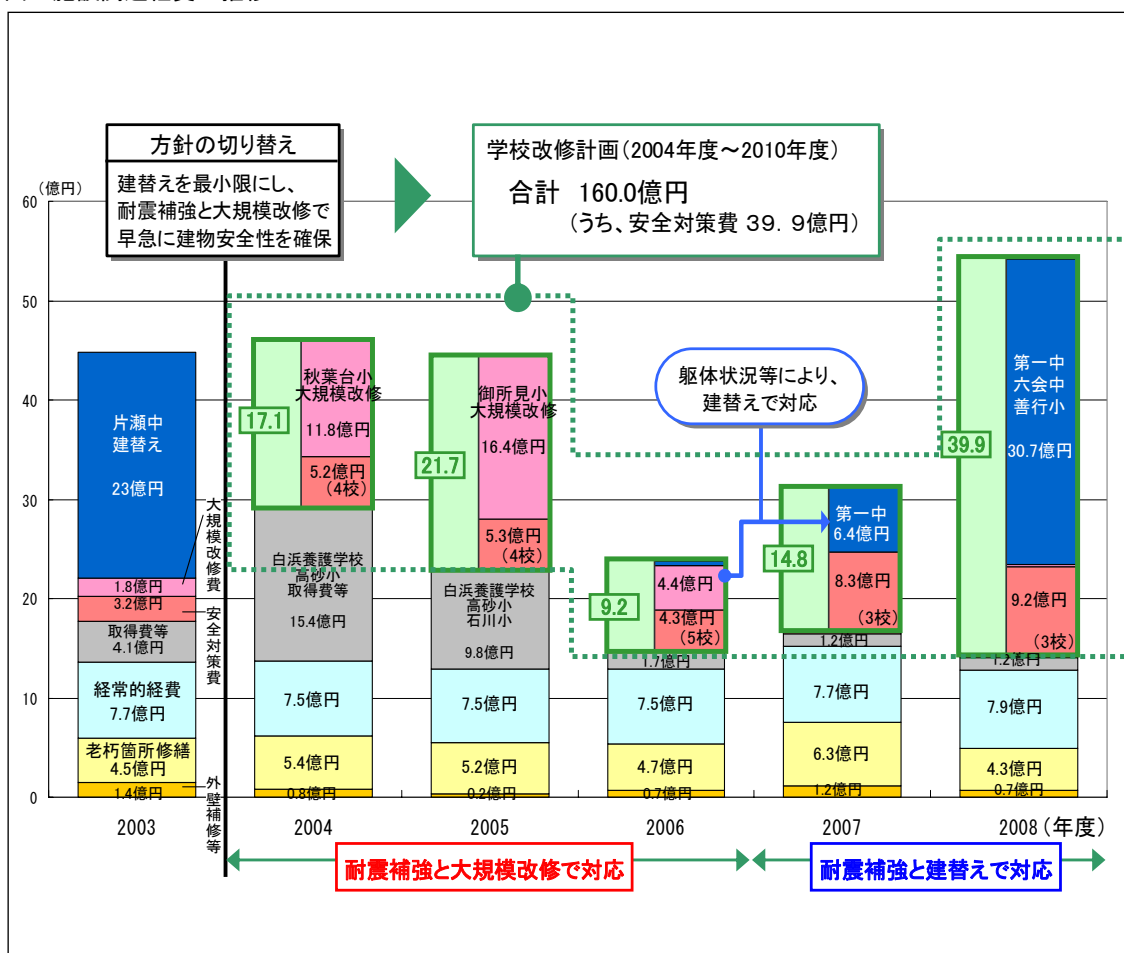 方針の切り替え
建替えを最小限にし、
耐震補強と大規模改修で
早急に建物安全性を確保
学校改修計画(2004年度～2010年度)
合計 160.0億円
(うち、安全対策費 39.9億円)
(億円)
60
50
40
30
20
10
0
片瀬中
建替え
23億円
1.8億円
3.2億円
取得費等
4.1億円
経常的経費
7.7億円
老朽箇所修繕
4.5億円
1.4億円
大規模改修費
安全対策費
外壁補修等
17.1
秋葉台小
大規模改修
11.8億円
5.2億円
(4校)
白浜養護学校
高砂小
取得費等
15.4億円
7.5億円
5.4億円
0.8億円
21.7
御所見小
大規模改修
16.4億円
5.3億円
(4校)
白浜養護学校
高砂小
石川小
9.8億円
7.5億円
5.2億円
0.2億円
躯体状況等により、
建替えで対応
9.2
4.4億円
4.3億円
(5校)
1.7億円
7.5億円
4.7億円
0.7億円
14.8
第一中
6.4億円
8.3億円
(3校)
1.2億円
7.7億円
6.3億円
1.2億円
39.9
第一中
六会中
善行小
30.7億円
9.2億円
(3校)
1.2億円
7.9億円
4.3億円
0.7億円
2003
2004
2005
2006
2007
2008 (年度)
耐震補強と大規模改修で対応
耐震補強と建替えで対応